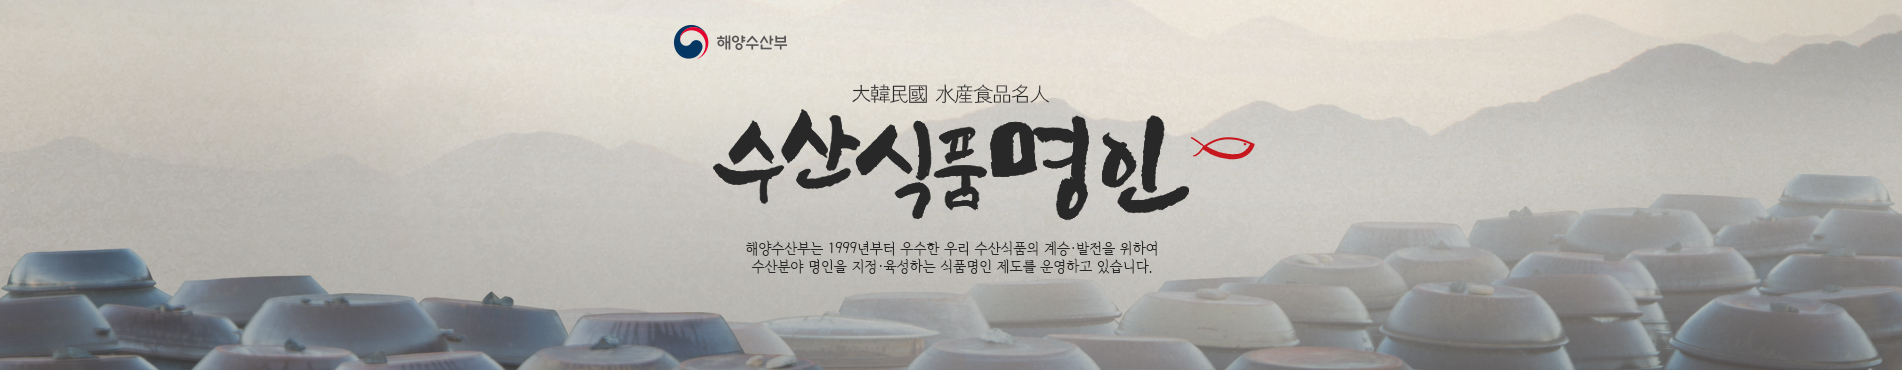 해양수산부
大韓民國 水産食品名人
수산식품명인
해양수산부는 1999년부터 우수한 우리 수산식품의 계승·발전을 위하여
수산분야 명인을 지정·육성하는 식품명인 제도를 운영하고 있습니다.